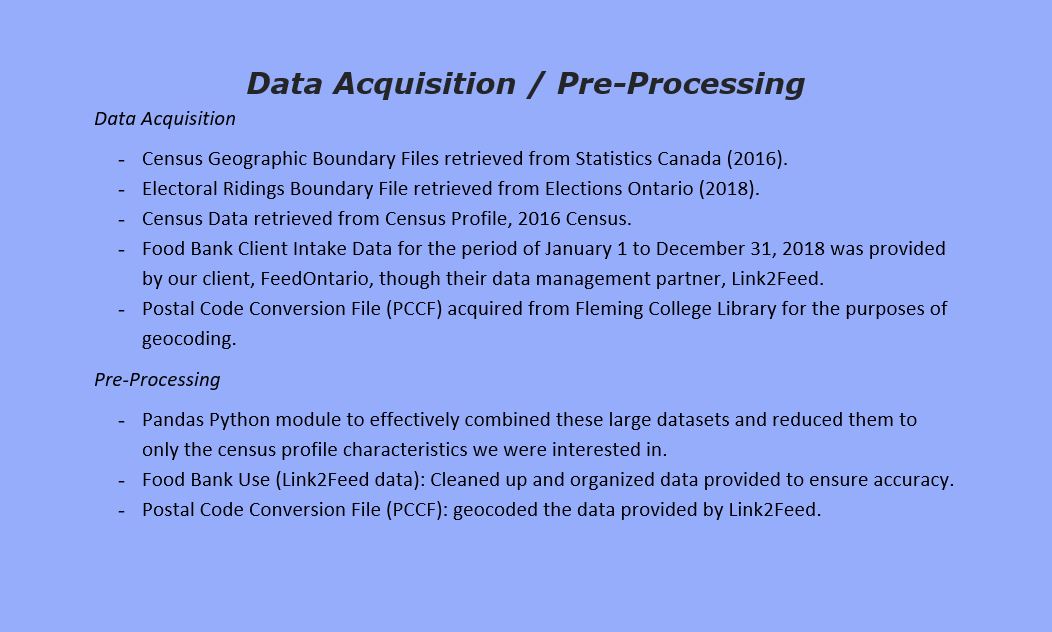 Data Acquisition / Pre-Processing
Data Acquisition
- Census Geographic Boundary Files retrieved from Statistics Canada (2016).
- Electoral Ridings Boundary File retrieved from Elections Ontario (2018).
- Census Data retrieved from Census Profile, 2016 Census.
- Food Bank Client Intake Data for the period of January 1 to December 31, 2018 was provided
by our client, FeedOntario, though their data management partner, Link2Feed.
- Postal Code Conversion File (PCCF) acquired from Fleming College Library for the purposes of
geocoding.
Pre-Processing
- Pandas Python module to effectively combined these large datasets and reduced them to
only the census profile characteristics we were interested in.
- Food Bank Use (Link2Feed data): Cleaned up and organized data provided to ensure accuracy.
- Postal Code Conversion File (PCCF): geocoded the data provided by Link2Feed.